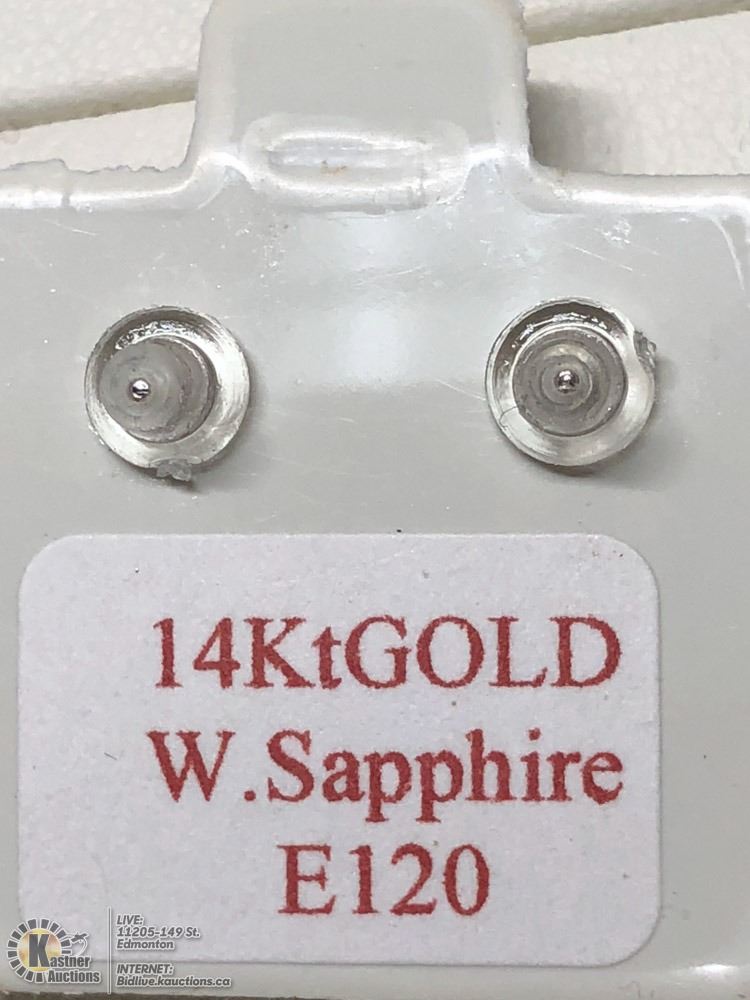 14KtGOLD
W.Sapphire
E120
Kastner
Auctions
LIVE:
11205-149 St.
Edmonton
INTERNET:
Bidlive.kauctions.ca